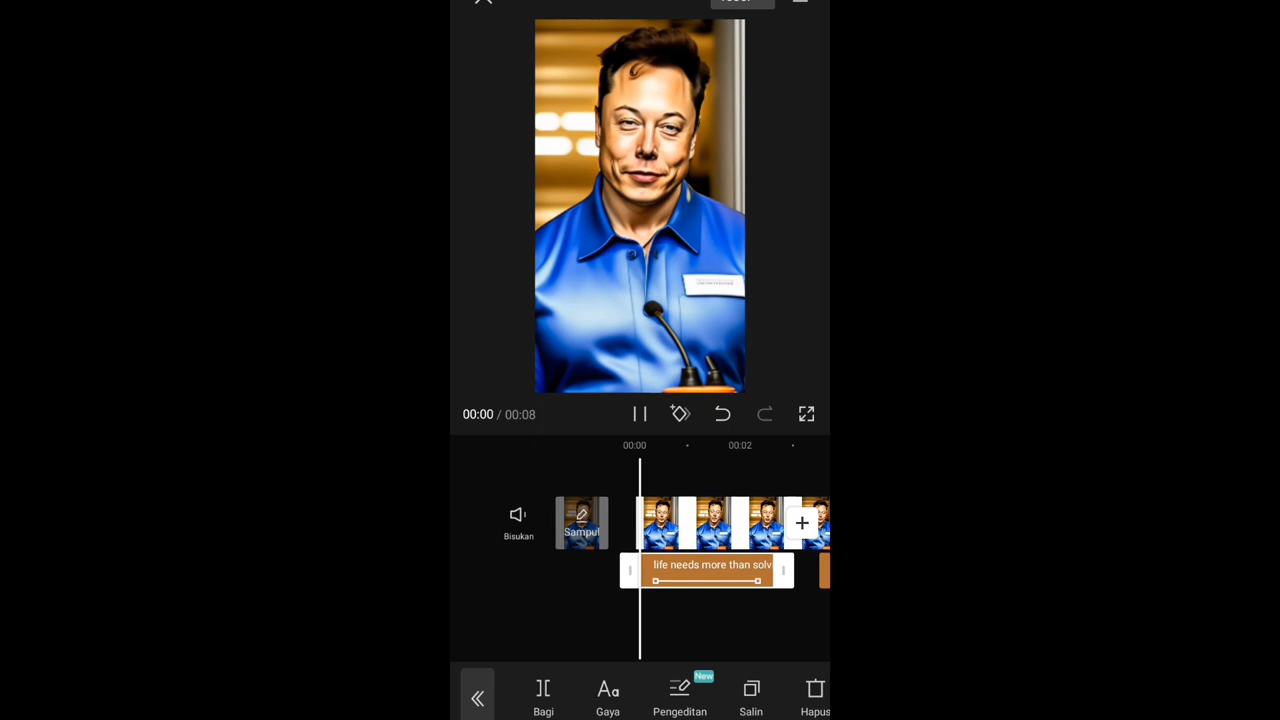 00:00 / 00:08
00:00
00:02
Bisukan
Sampul
life needs more than solv
New
Bagi
Gaya
Pengeditan
Salin
Hapus